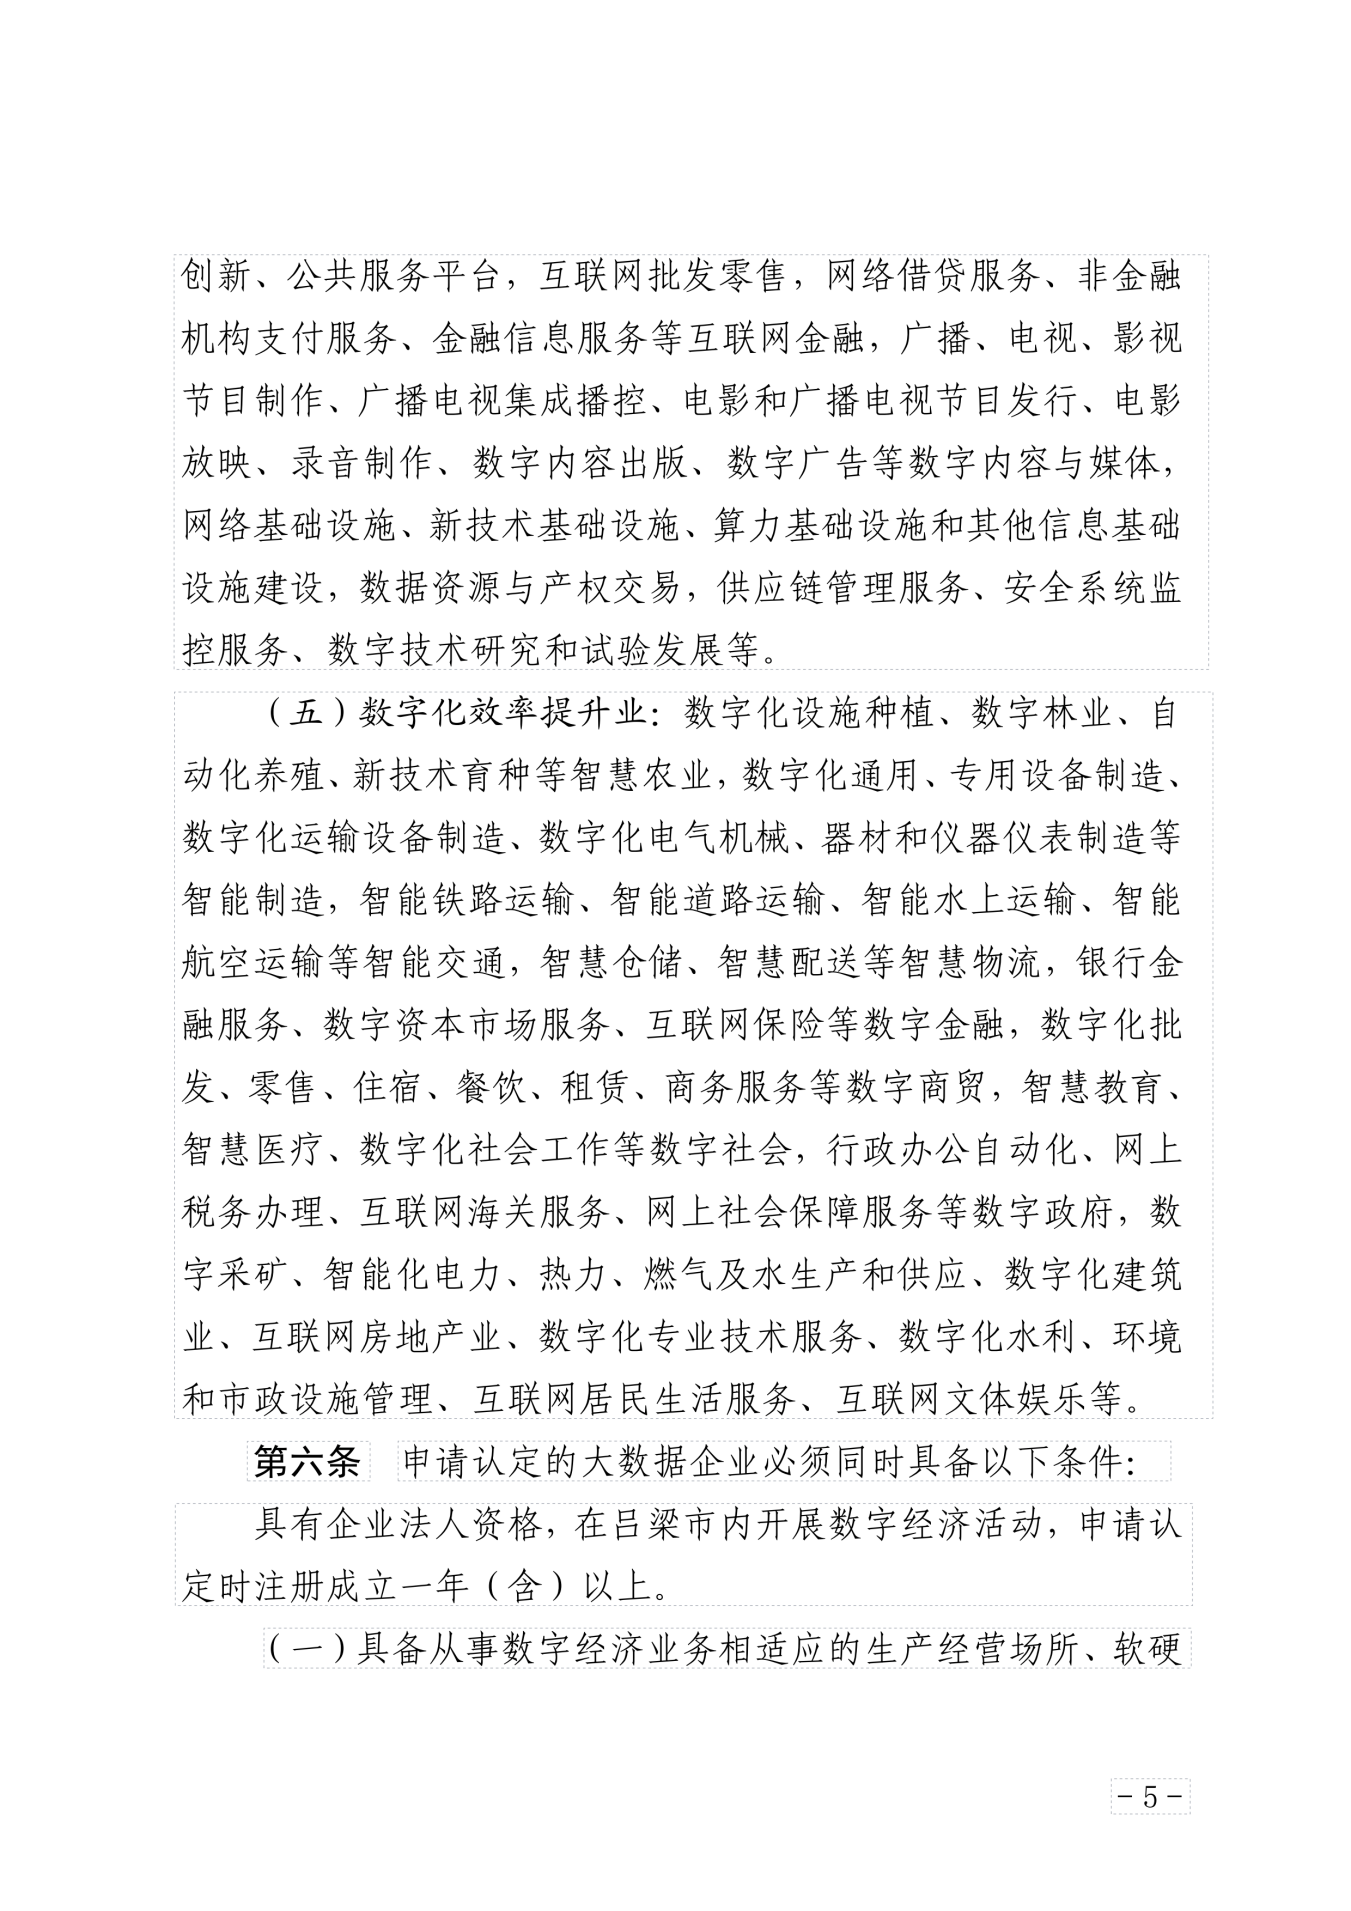 创新、公共服务平台，互联网批发零售，网络借贷服务、非金融
机构支付服务、金融信息服务等互联网金融，广播、电视、影视
节目制作、广播电视集成播控、电影和广播电视节目发行、电影
放映、录音制作、数字内容出版、数字广告等数字内容与媒体，
网络基础设施、新技术基础设施、算力基础设施和其他信息基础
设施建设，数据资源与产权交易，供应链管理服务、安全系统监
控服务、数字技术研究和试验发展等。
（五）数字化效率提升业：数字化设施种植、数字林业、自
动化养殖、新技术育种等智慧农业，数字化通用、专用设备制造、
数字化运输设备制造、数字化电气机械、器材和仪器仪表制造等
智能制造，智能铁路运输、智能道路运输、智能水上运输、智能
航空运输等智能交通，智慧仓储、智慧配送等智慧物流，银行金
融服务、数字资本市场服务、互联网保险等数字金融，数字化批
发、零售、住宿、餐饮、租赁、商务服务等数字商贸，智慧教育、
智慧医疗、数字化社会工作等数字社会，行政办公自动化、网上
税务办理、互联网海关服务、网上社会保障服务等数字政府，数
字采矿、智能化电力、热力、燃气及水生产和供应、数字化建筑
业、互联网房地产业、数字化专业技术服务、数字化水利、环境
和市政设施管理、互联网居民生活服务、互联网文体娱乐等。
第六条 申请认定的大数据企业必须同时具备以下条件：
具有企业法人资格，在吕梁市内开展数字经济活动，申请认
定时注册成立一年（含）以上。
（一）具备从事数字经济业务相适应的生产经营场所、软硬
－5－